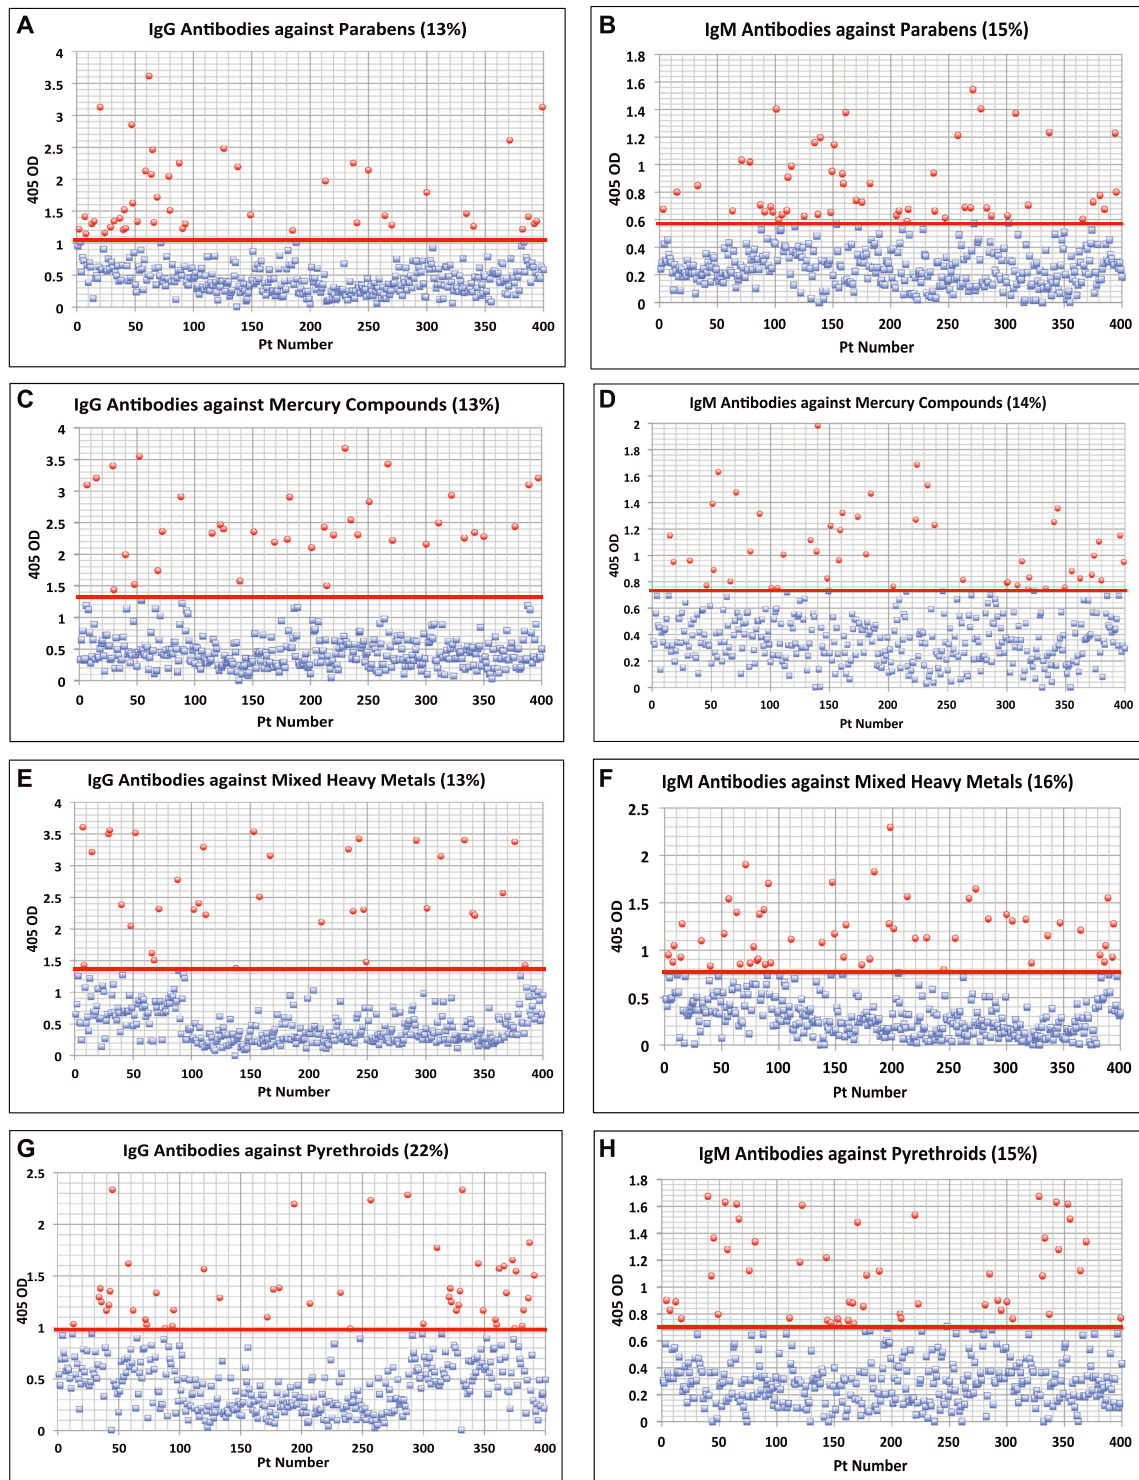 A
IgG Antibodies against Parabens (13%)
4
3.5
3
2.5
2
1.5
1
0.5
0
405 OD
0 50 100 150 200 250 300 350 400
Pt Number
B
IgM Antibodies against Parabens (15%)
1.8
1.6
1.4
1.2
1
0.8
0.6
0.4
0.2
0
405 OD
0 50 100 150 200 250 300 350 400
Pt Number
C
IgG Antibodies against Mercury Compounds (13%)
4
3.5
3
2.5
2
1.5
1
0.5
0
405 OD
0 50 100 150 200 250 300 350 400
Pt Number
D
IgM Antibodies against Mercury Compounds (14%)
2
1.8
1.6
1.4
1.2
1
0.8
0.6
0.4
0.2
0
405 OD
0 50 100 150 200 250 300 350 400
Pt Number
E
IgG Antibodies against Mixed Heavy Metals (13%)
4
3.5
3
2.5
2
1.5
1
0.5
0
405 OD
0 50 100 150 200 250 300 350 400
Pt Number
F
IgM Antibodies against Mixed Heavy Metals (16%)
2.5
2
1.5
1
0.5
0
405 OD
0 50 100 150 200 250 300 350 400
Pt Number
G
IgG Antibodies against Pyrethroids (22%)
2.5
2
1.5
1
0.5
0
405 OD
0 50 100 150 200 250 300 350 400
Pt Number
H
IgM Antibodies against Pyrethroids (15%)
1.8
1.6
1.4
1.2
1
0.8
0.6
0.4
0.2
0
405 OD
0 50 100 150 200 250 300 350 400
Pt Number